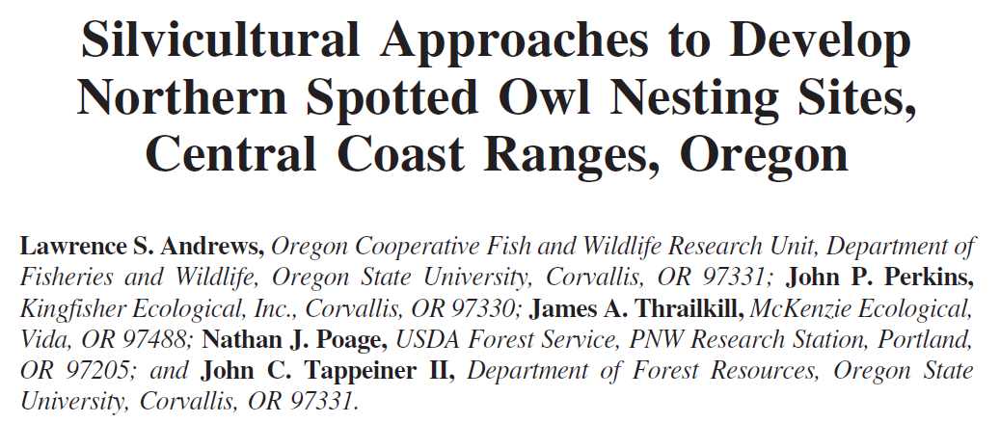 Silvicultural Approaches to Develop
Northern Spotted Owl Nesting Sites,
Central Coast Ranges, Oregon
Lawrence S. Andrews, Oregon Cooperative Fish and Wildlife Research Unit, Department of
Fisheries and Wildlife, Oregon State University, Corvallis, OR 97331; John P. Perkins,
Kingfisher Ecological, Inc., Corvallis, OR 97330; James A. Thrailkill, McKenzie Ecological,
Vida, OR 97488; Nathan J. Poage, USDA Forest Service, PNW Research Station, Portland,
OR 97205; and John C. Tappeiner II, Department of Forest Resources, Oregon State
University, Corvallis, OR 97331.